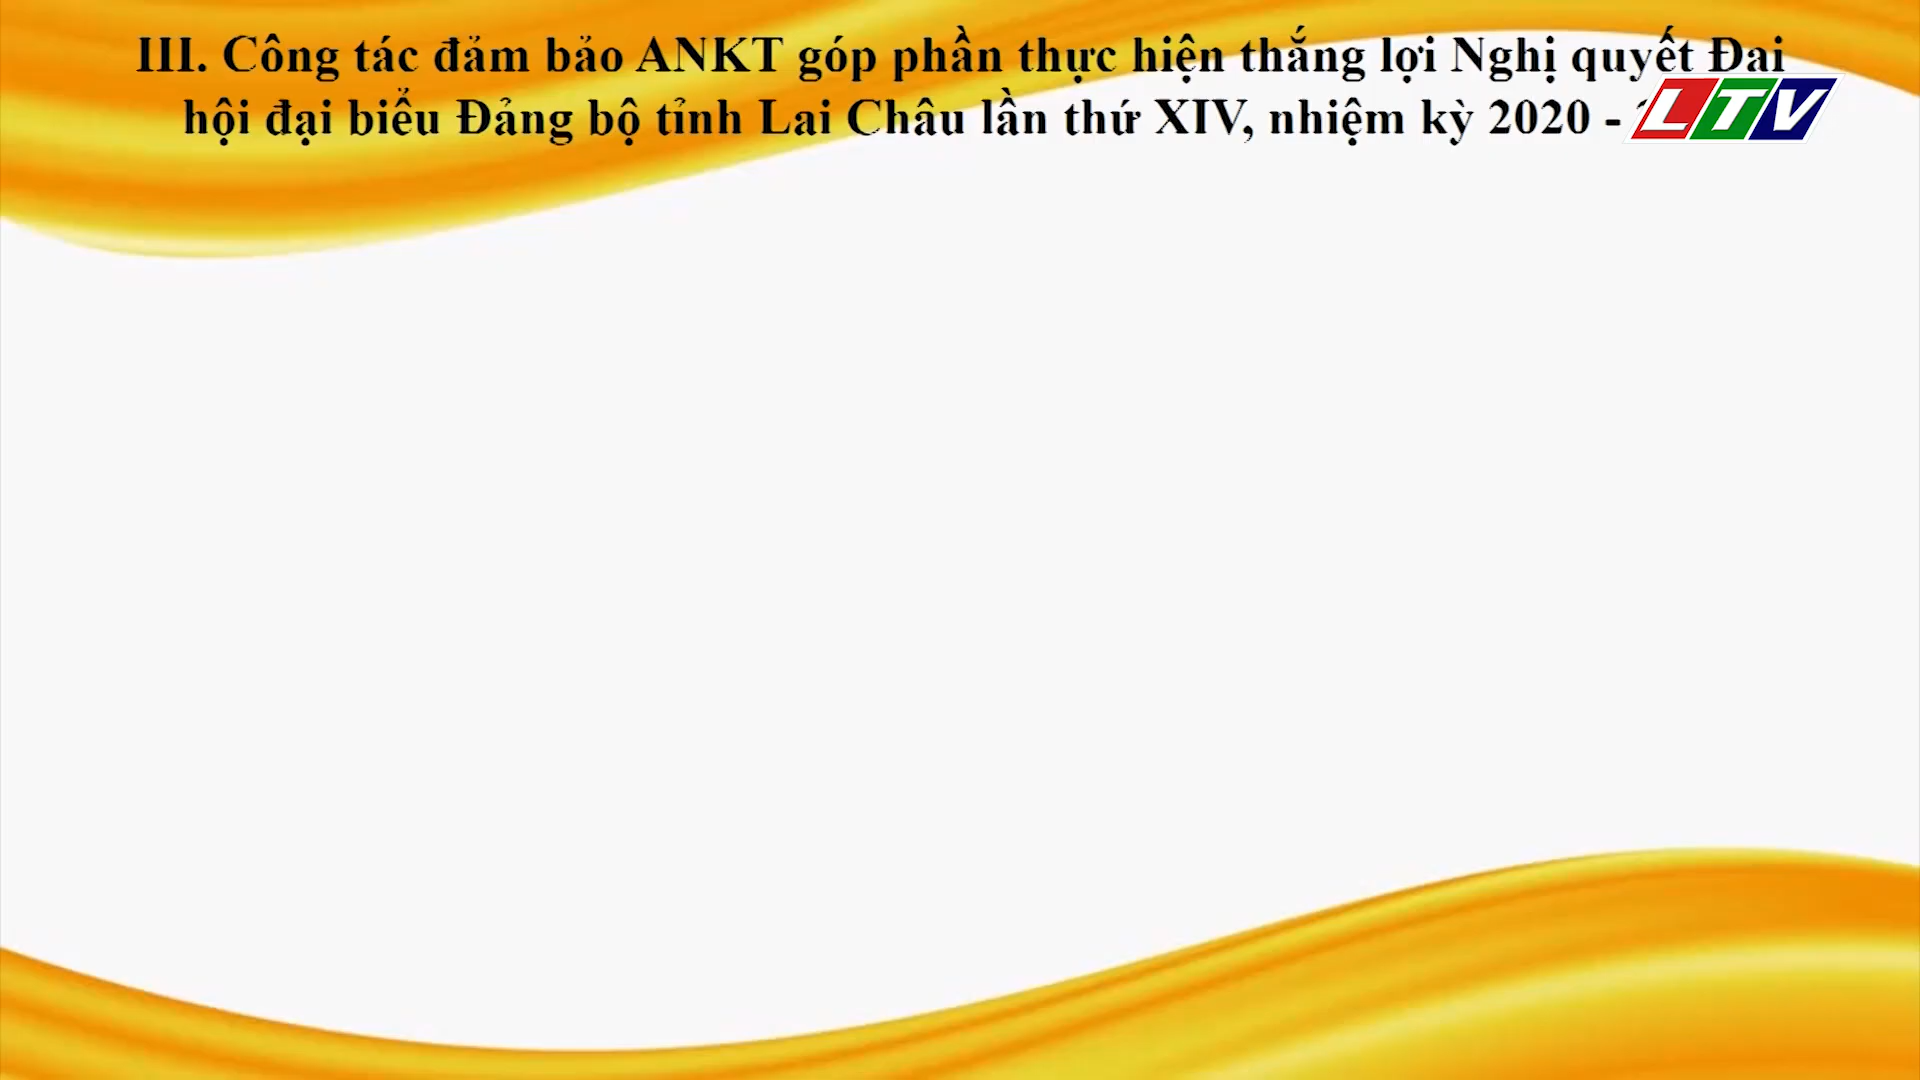 III. Công tác đảm bảo ANKT góp phần thực hiện thắng lợi Nghị quyết Đại
hội đại biểu Đảng bộ tỉnh Lai Châu lần thứ XIV, nhiệm kỳ 2020 -
LTV